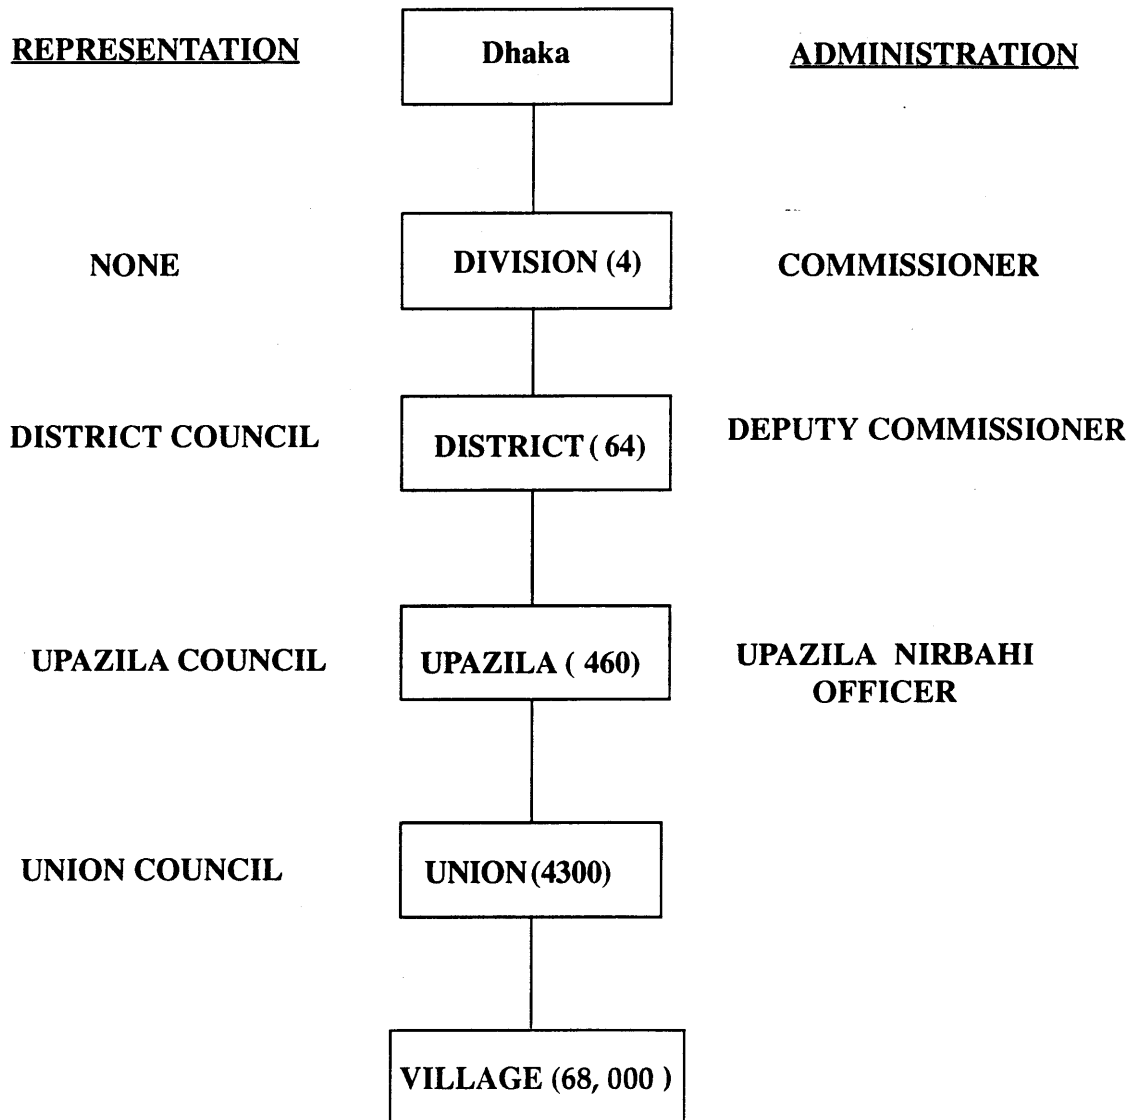 REPRESENTATION
Dhaka
ADMINISTRATION
NONE
DIVISION (4)
COMMISSIONER
DISTRICT COUNCIL
DISTRICT ( 64)
DEPUTY COMMISSIONER
UPAZILA COUNCIL
UPAZILA ( 460)
UPAZILA NIRBAHI
OFFICER
UNION COUNCIL
UNION (4300)
VILLAGE (68, 000 )